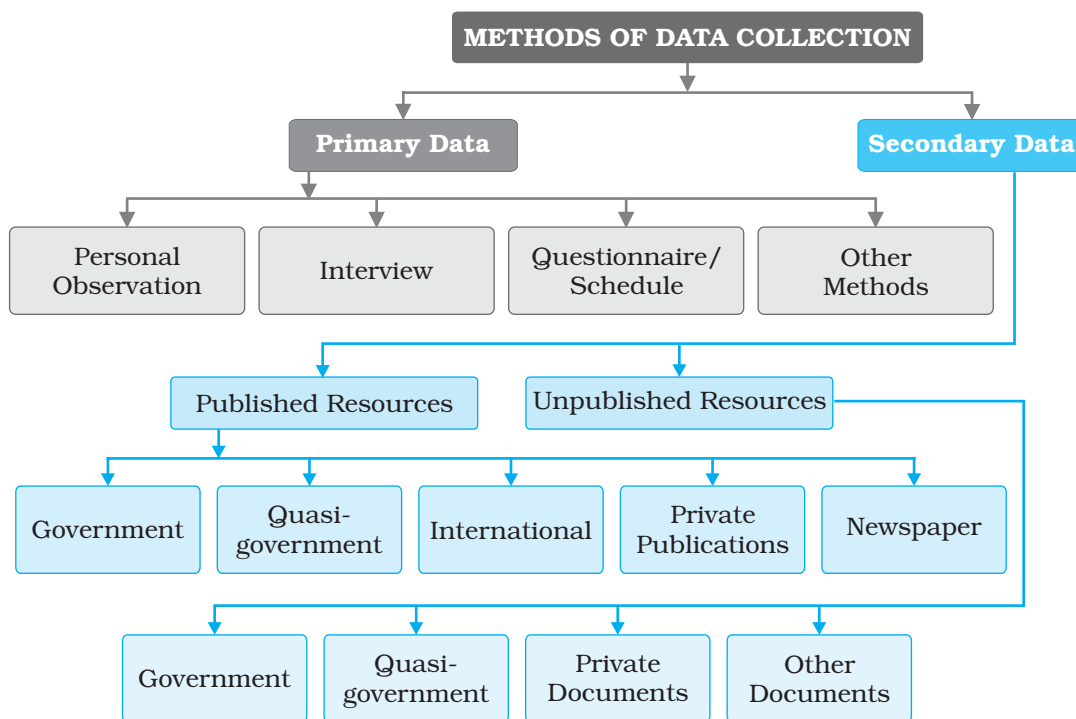 METHODS OF DATA COLLECTION
Primary Data
Secondary Data
Personal
Observation
Interview
Questionnaire/
Schedule
Other
Methods
Published Resources
Unpublished Resources
Government
Quasi-
government
International
Private
Publications
Newspaper
Government
Quasi-
government
Private
Documents
Other
Documents